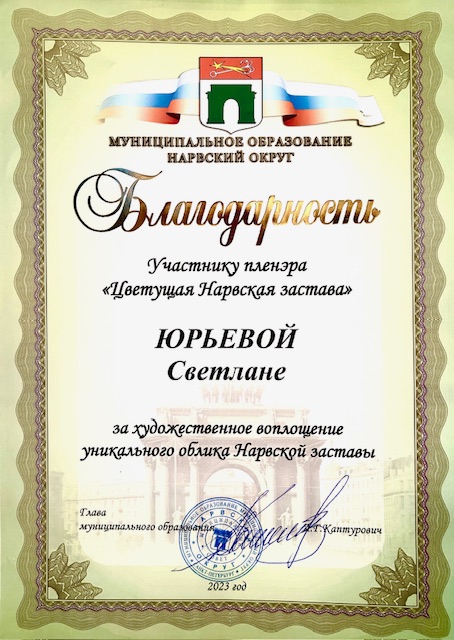 МУНИЦИПАЛЬНОЕ ОБРАЗОВАНИЕ
НАРВСКИЙ ОКРУГ
Благодарность
Участнику пленэра
«Цветущая Нарвская застава»
ЮРЬЕВОЙ
Светлане
за художественное воплощение
уникального облика Нарвской заставы
Глава
муниципального образования
Г.Каптурович
2023 год